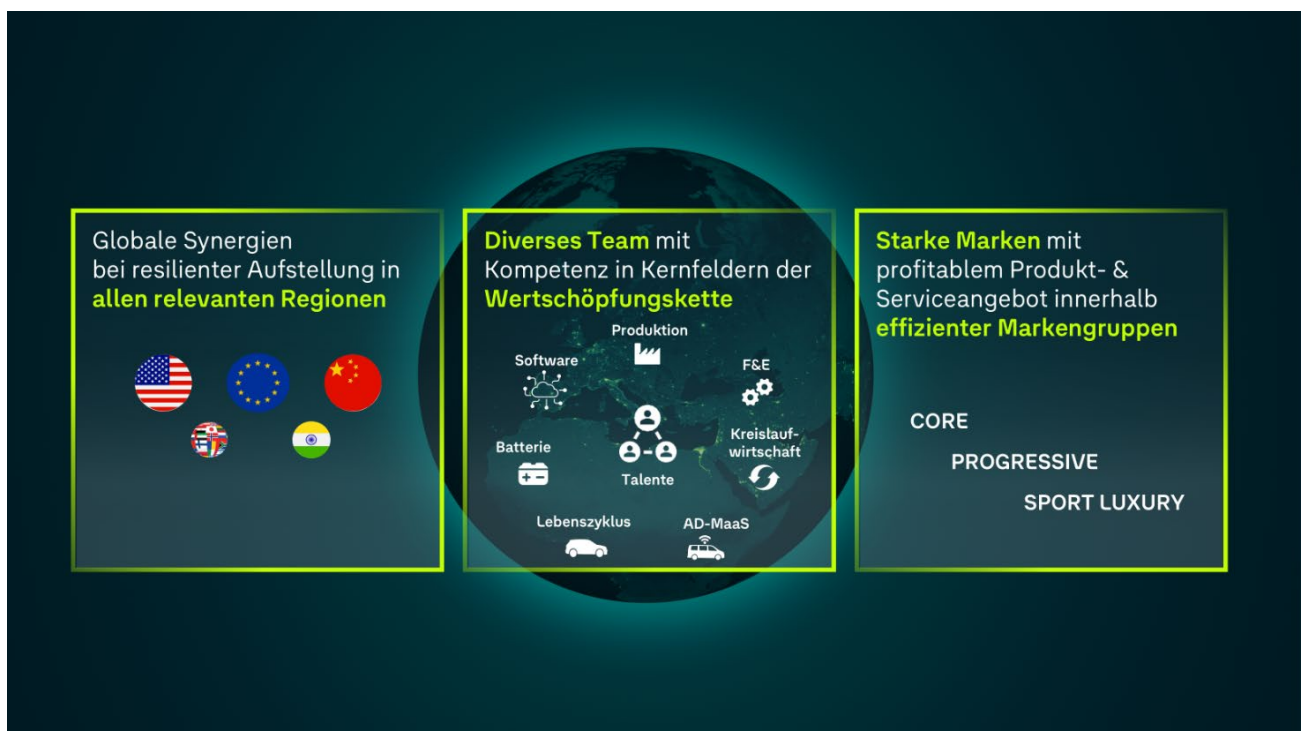 Globale Synergien
bei resilienter Aufstellung in
allen relevanten Regionen
Diverses Team mit
Kompetenz in Kernfeldern der
Wertschöpfungskette
Produktion
Software
F&E
Batterie
Talente
Kreislauf-
wirtschaft
Lebenszyklus
AD-MaaS
Starke Marken mit
profitablem Produkt- &
Serviceangebot innerhalb
effizienter Markengruppen
CORE
PROGRESSIVE
SPORT LUXURY